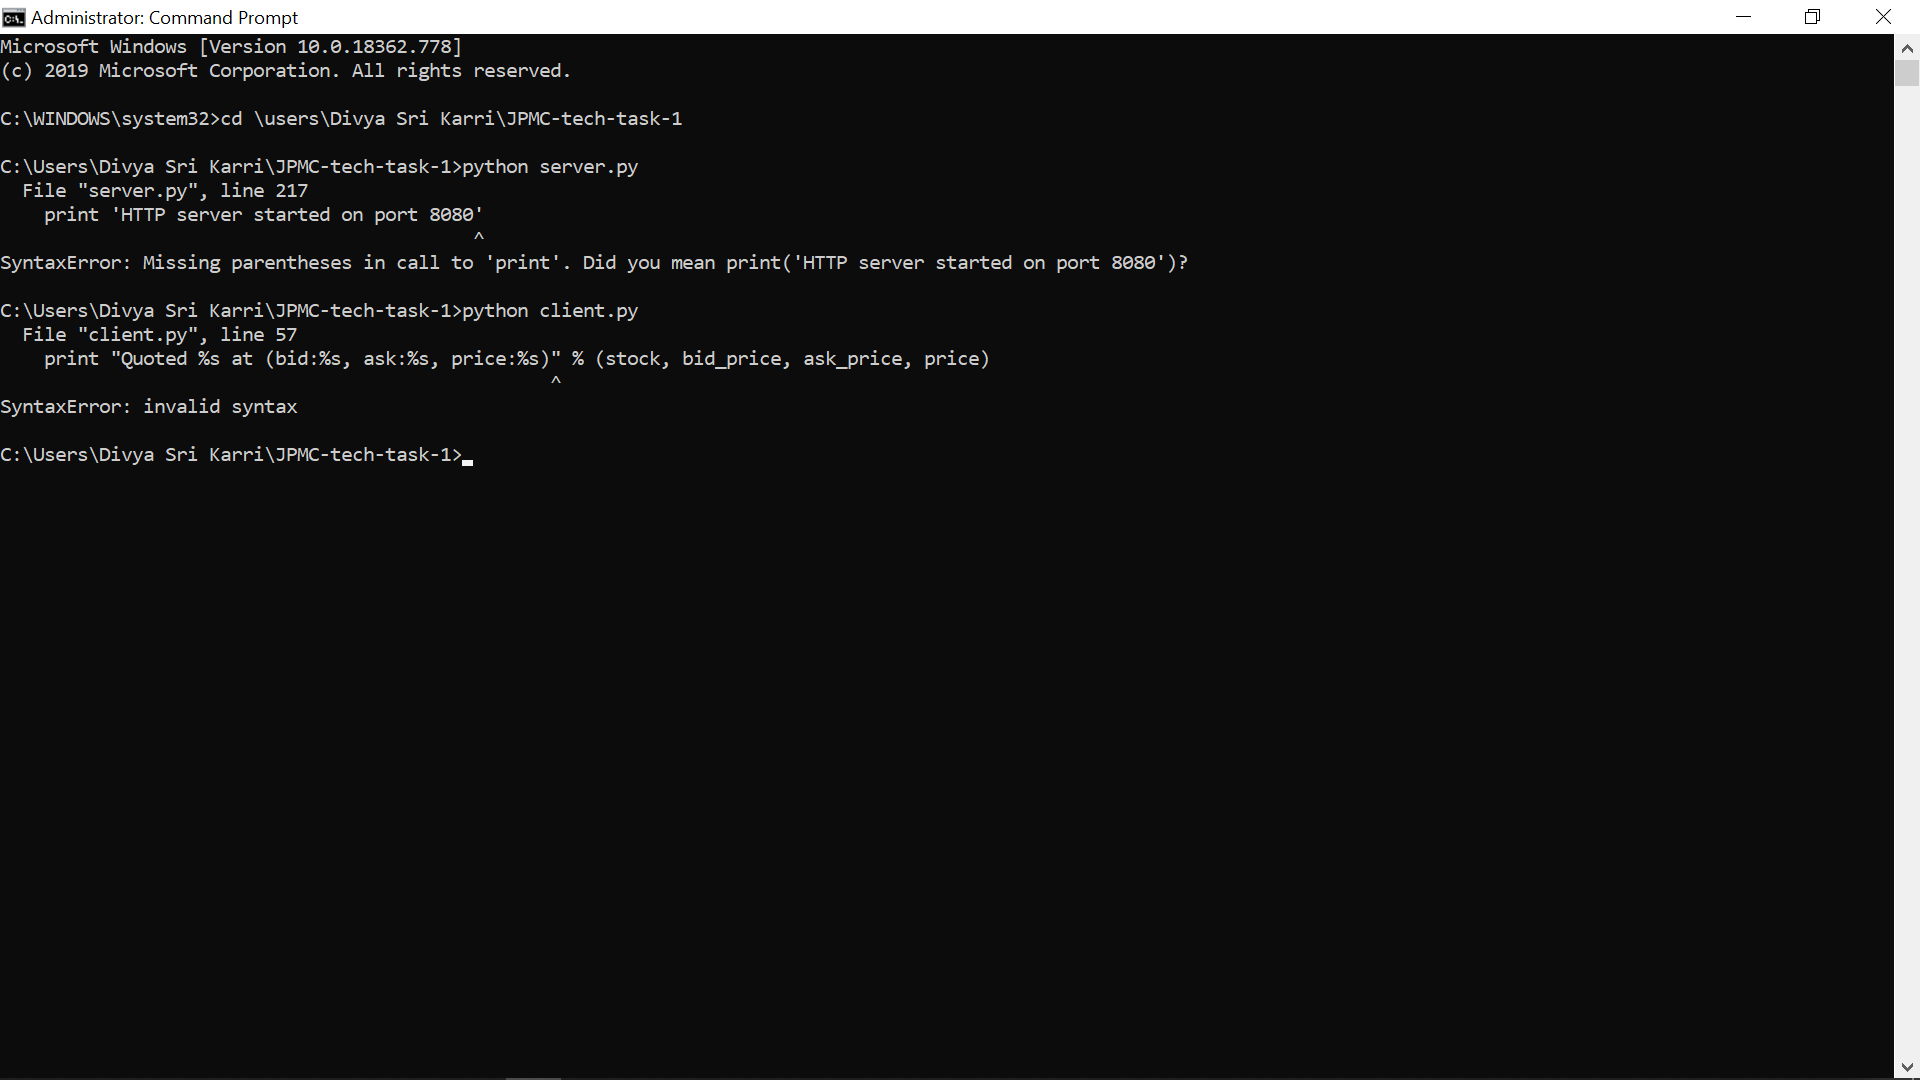 Administrator: Command Prompt
Microsoft Windows [Version 10.0.18362.778]
(c) 2019 Microsoft Corporation. All rights reserved.
C:\WINDOWS\system32>cd \users\Divya Sri Karri\JPMC-tech-task-1
C:\Users\Divya Sri Karri\JPMC-tech-task-1>python server.py
  File "server.py", line 217
    print 'HTTP server started on port 8080'
                                           ^
SyntaxError: Missing parentheses in call to 'print'. Did you mean print('HTTP server started on port 8080')?
C:\Users\Divya Sri Karri\JPMC-tech-task-1>python client.py
  File "client.py", line 57
    print "Quoted %s at (bid:%s, ask:%s, price:%s)" % (stock, bid_price, ask_price, price)
                                                  ^
SyntaxError: invalid syntax
C:\Users\Divya Sri Karri\JPMC-tech-task-1>